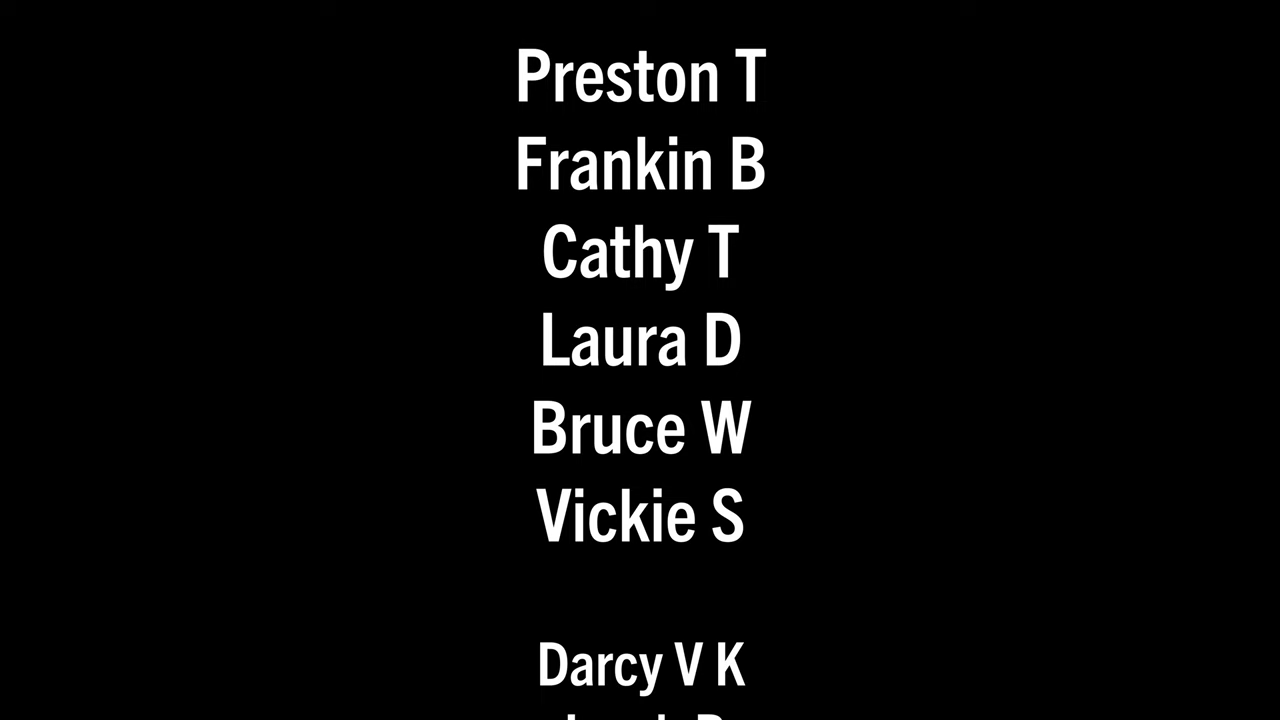 Preston T
Frankin B
Cathy T
Laura D
Bruce W
Vickie S
Darcy V K